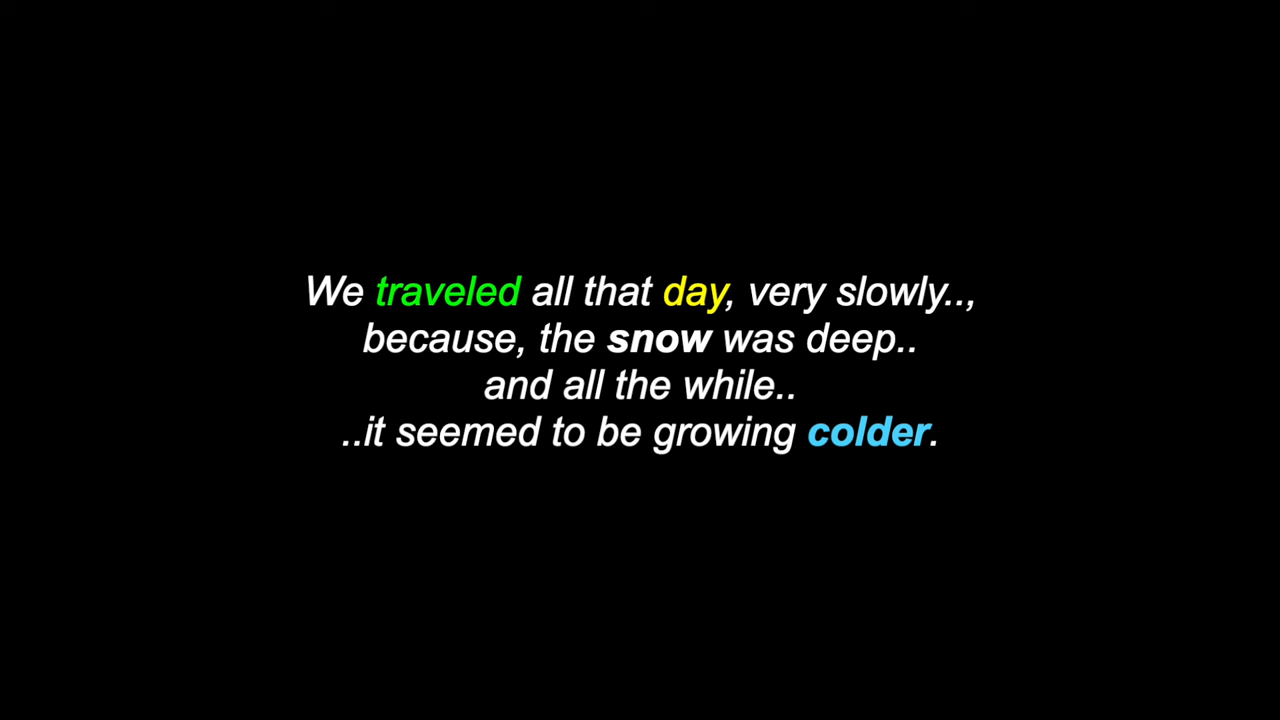 We traveled all that day, very slowly..,
because, the snow was deep..
and all the while..
..it seemed to be growing colder.